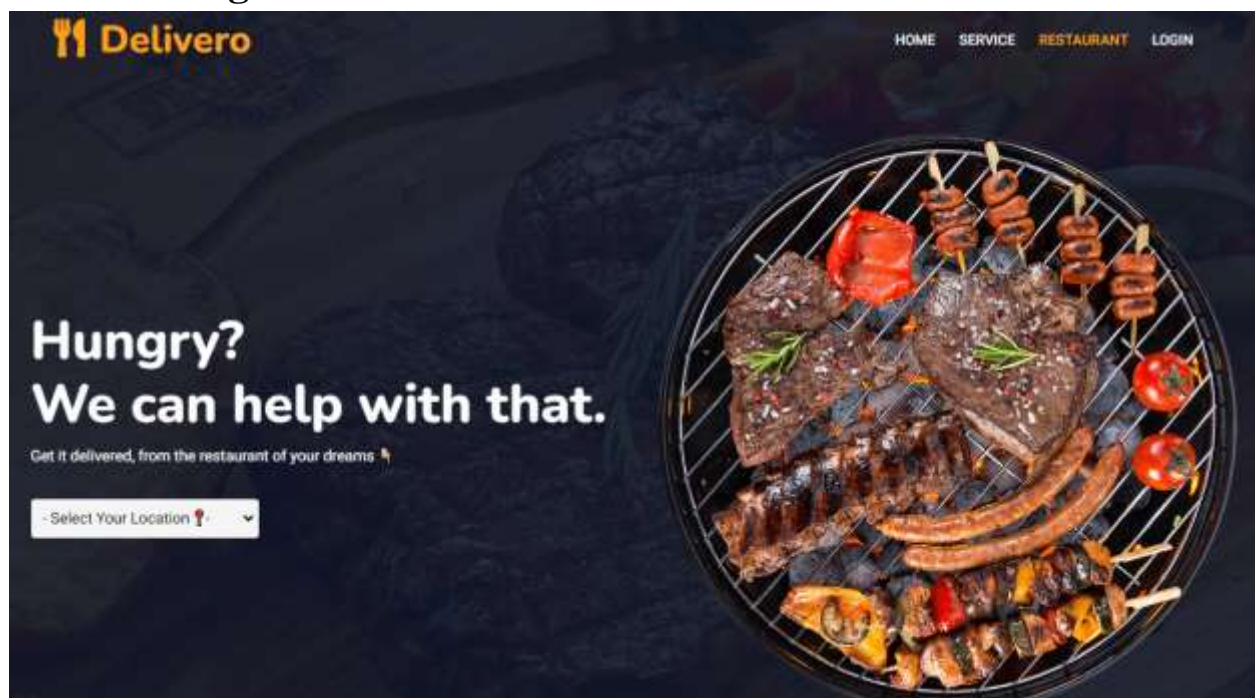 Delivero
HOME SERVICE RESTAURANT LOGIN
Hungry?
We can help with that.
Get it delivered, from the restaurant of your dreams 👇
- Select Your Location 📍-